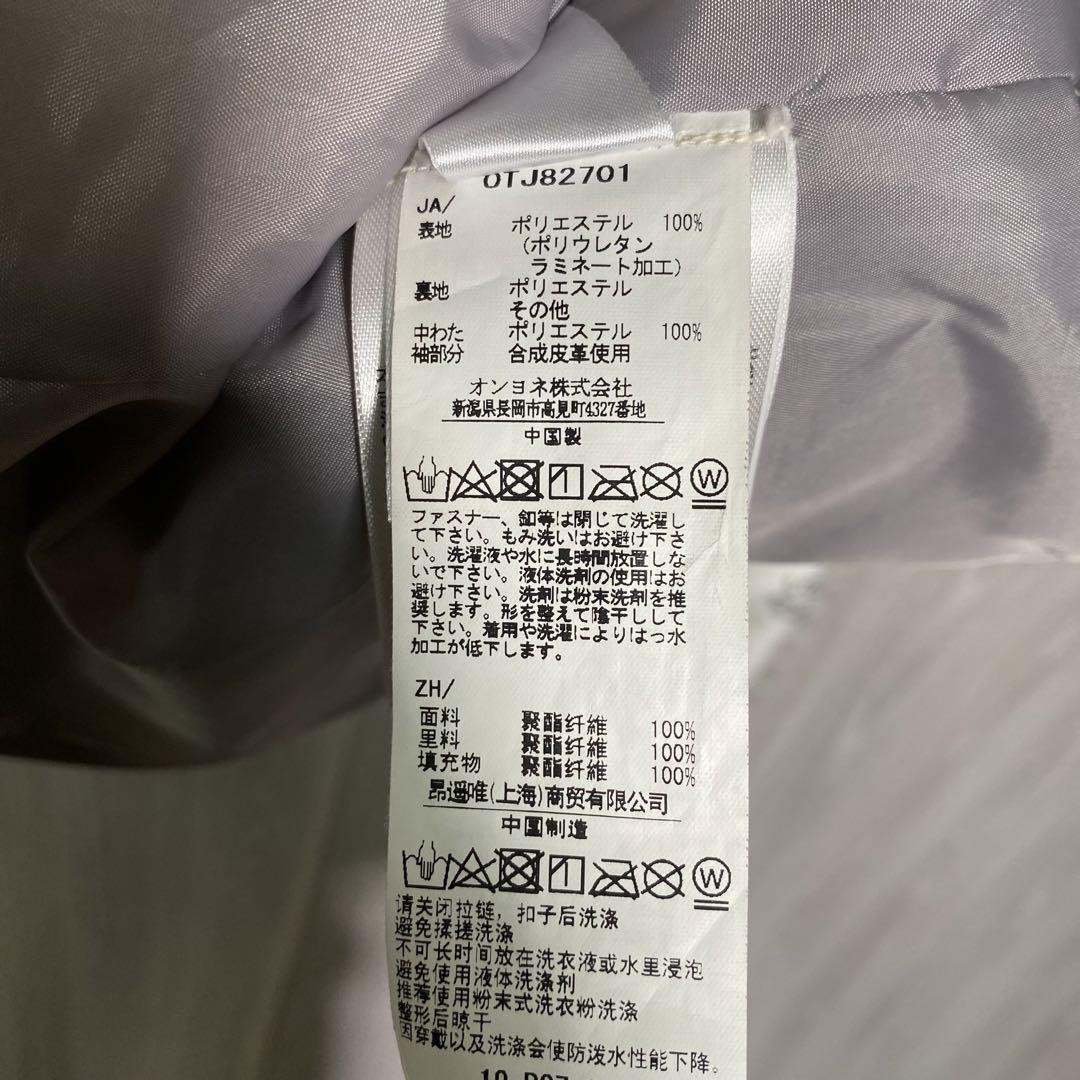 OTJ82701
JA/
表地 ポリエステル 100%
(ポリウレタン
ラミネート加工)
裏地 ポリエステル
その他
中わた ポリエステル 100%
袖部分 合成皮革使用
オンヨネ株式会社
新潟県長岡市高見町4327番地
中国製
W
ファスナー、釦等は閉じて洗濯し
て下さい。もみ洗いはお避け下さ
い。洗濯液や水に長時間放置しな
いで下さい。液体洗剤の使用はお
避け下さい。洗剤は粉末洗剤を推
奨します。形を整えて陰干しして
下さい。着用や洗濯によりはっ水
加工が低下します。
ZH/
面料 聚酯纤维 100%
里料 聚酯纤维 100%
填充物 聚酯纤维 100%
昂遥唯(上海)商贸有限公司
中国制造
W
请关闭拉链，扣子后洗涤
避免揉搓洗涤
不可长时间放在洗衣液或水里浸泡
避免使用液体洗涤剂
推荐使用粉末式洗衣粉洗涤
整形后晾干
因穿戴以及洗涤会使防泼水性能下降。